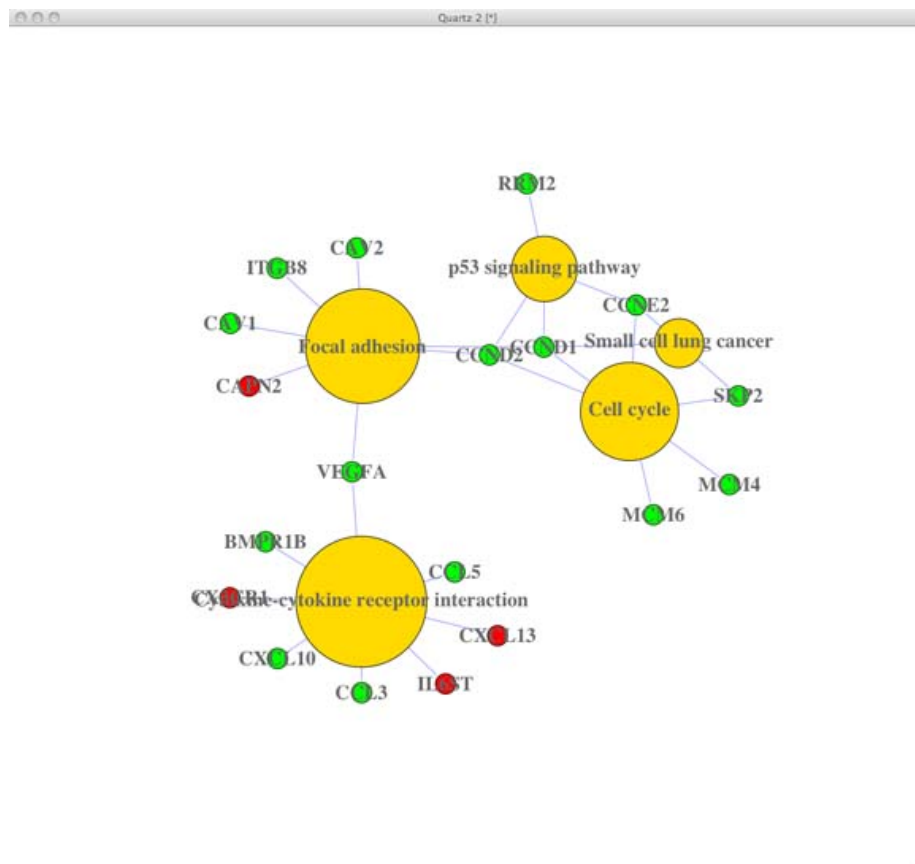 Quartz 2 [*]
RRM2
CAV2
ITGB8
p53 signaling pathway
CCNE2
CAV1
Focal adhesion
CCND2
CCND1
Small cell lung cancer
CAPN2
SKP2
Cell cycle
VEGFA
MCM4
MCM6
BMPR1B
CCL5
Cytokine-cytokine receptor interaction
CXCL13
CXCL10
IL6ST
CCL3